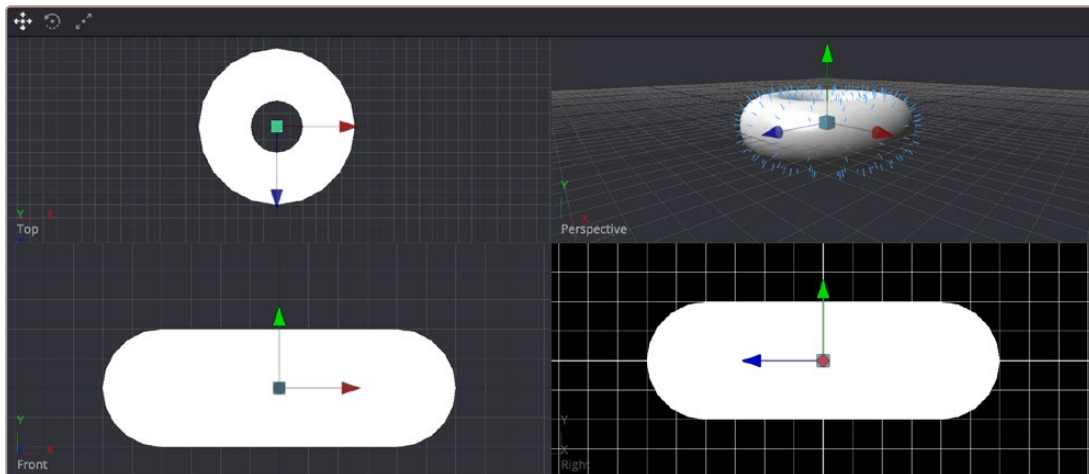 Y X
Top
Y X
Perspective
Y
Z X
Front
Y
X
Right